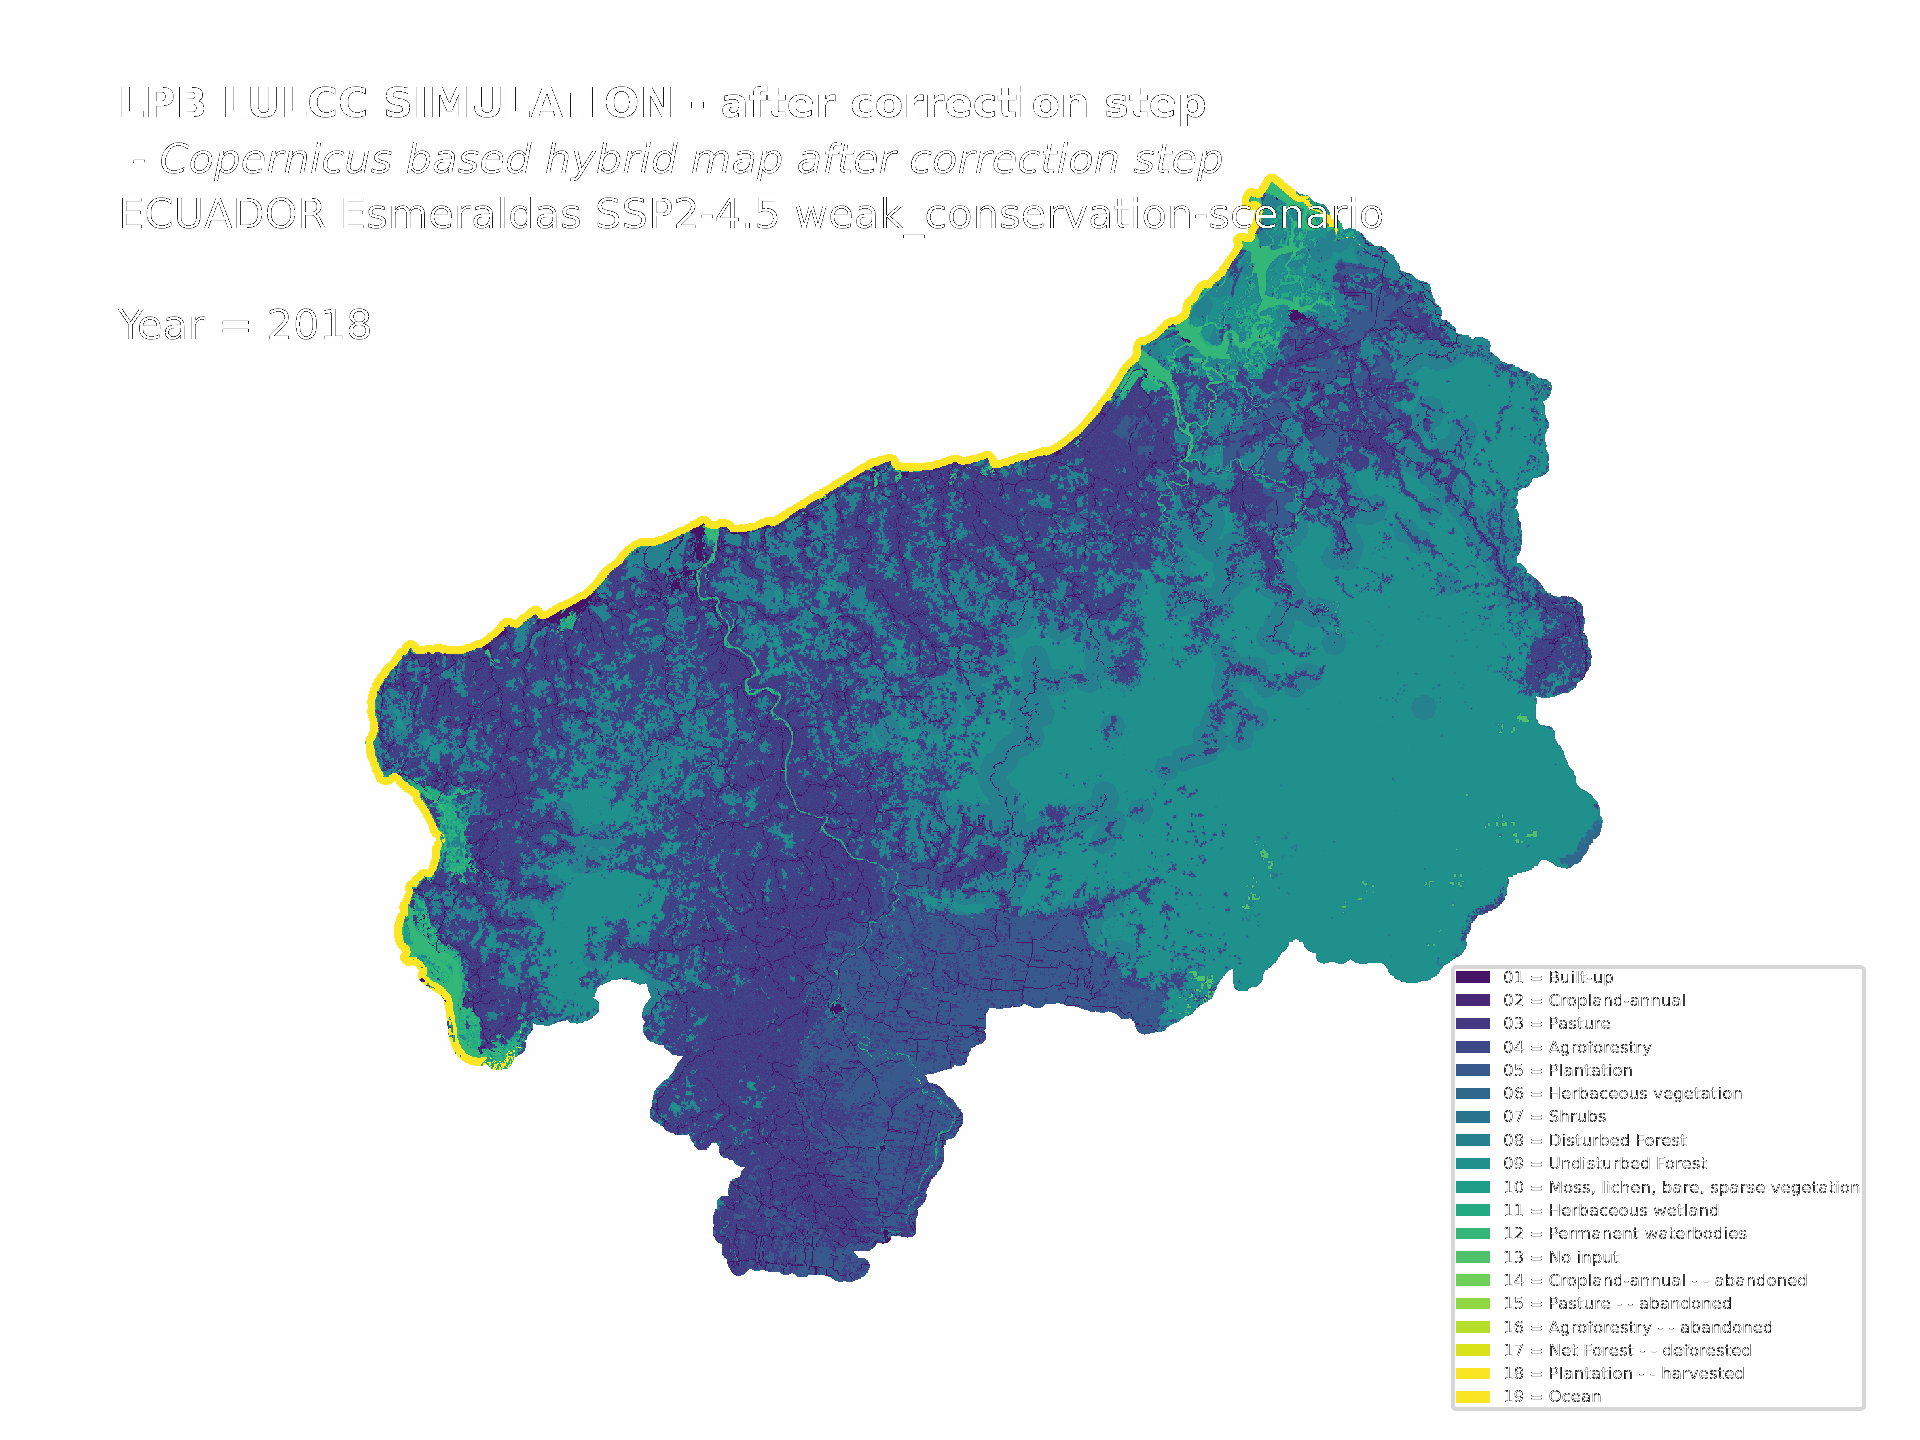 LPB LULCC SIMULATION - after correction step
- Copernicus based hybrid map after correction step
ECUADOR Esmeraldas SSP2-4.5 weak_conservation-scenario
Year = 2018
01 = Built-up
02 = Cropland-annual
03 = Pasture
04 = Agroforestry
05 = Plantation
06 = Herbaceous vegetation
07 = Shrubs
08 = Disturbed Forest
09 = Undisturbed Forest
10 = Moss, lichen, bare, sparse vegetation
11 = Herbaceous wetland
12 = Permanent waterbodies
13 = No input
14 = Cropland-annual - - abandoned
15 = Pasture - - abandoned
16 = Agroforestry - - abandoned
17 = Net Forest - - deforested
18 = Plantation - - harvested
19 = Ocean